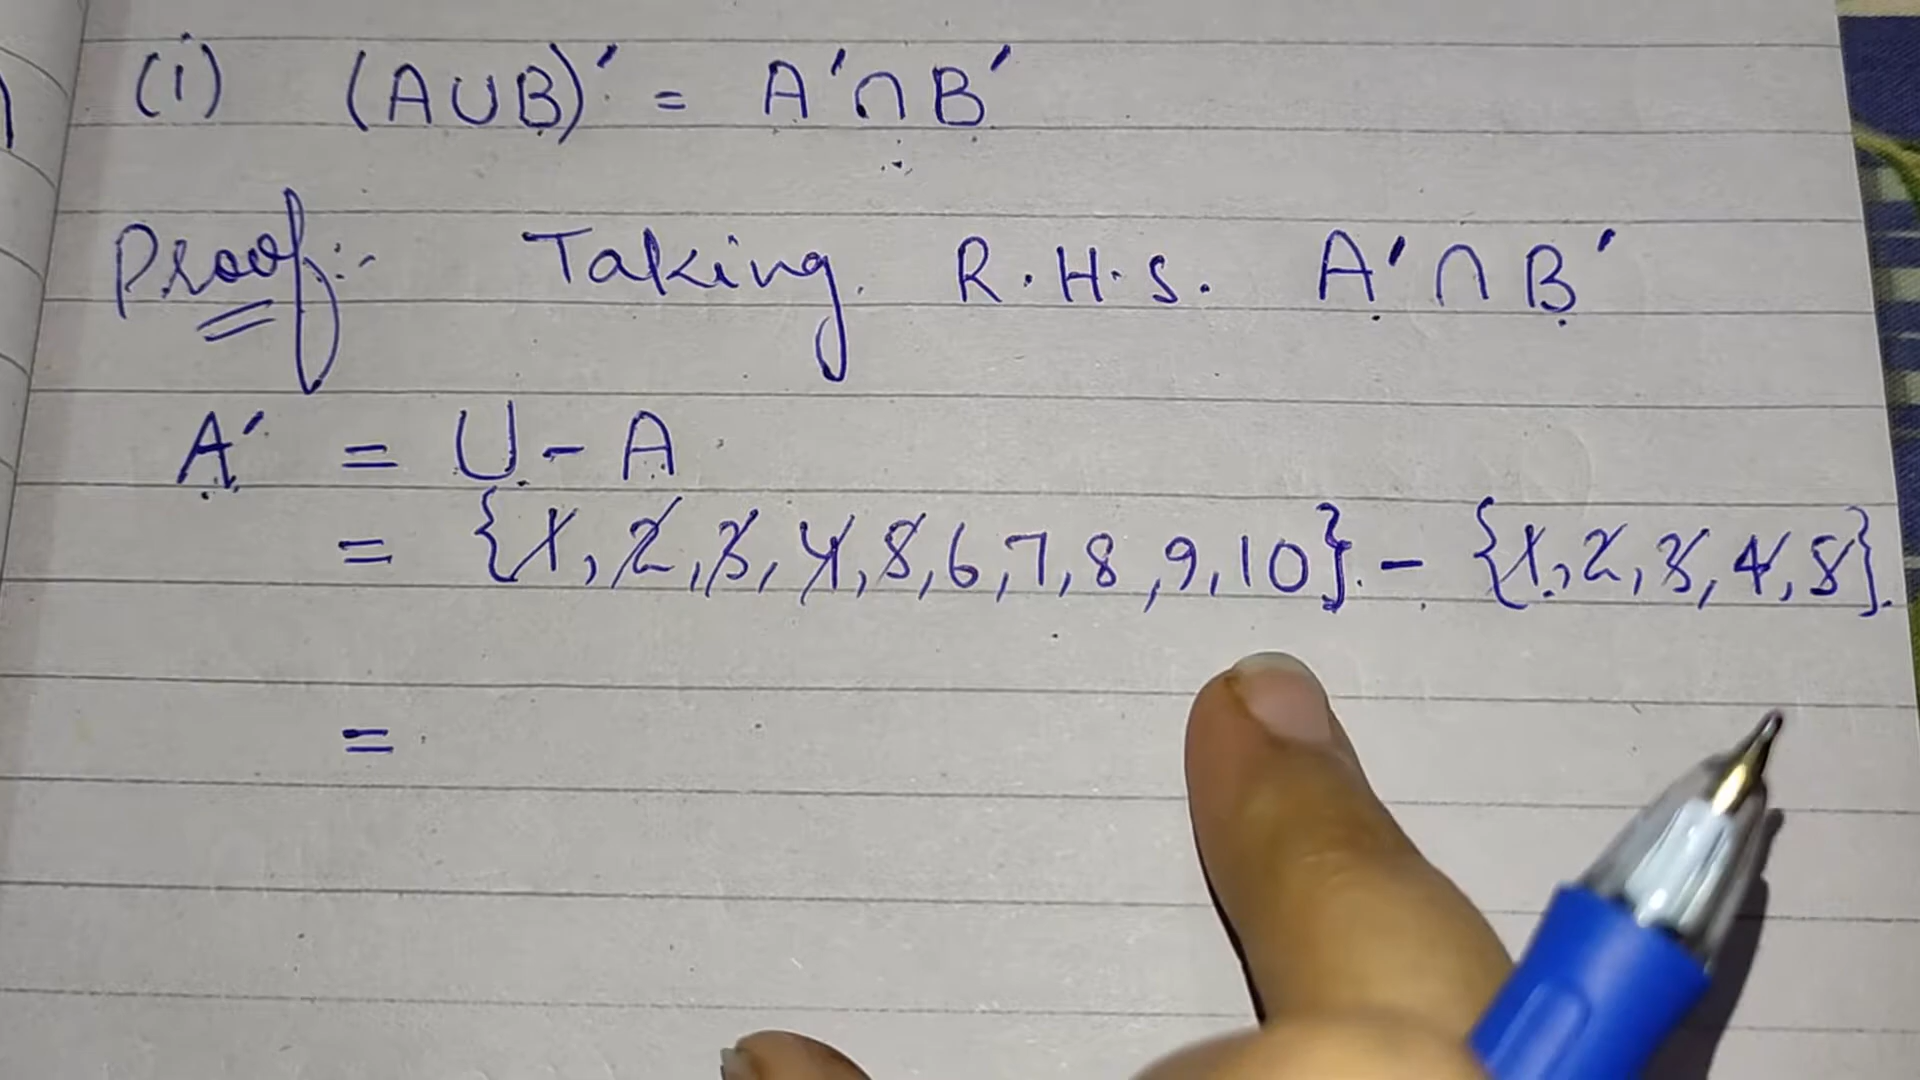 (i) (A∪B)′ = A′∩B′
Proof:- Taking R.H.S. A′∩B′
A′ = U - A
= {1, 2, 3, 4, 5, 6, 7, 8, 9, 10} - {1, 2, 3, 4, 5}
=